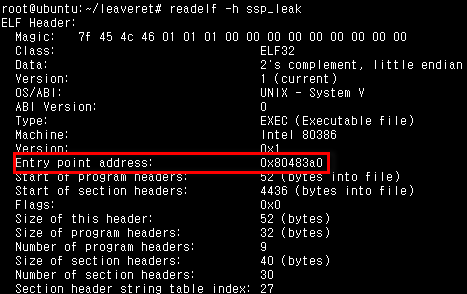 root@ubuntu:~/leaveret# readelf -h ssp_leak
ELF Header:
  Magic:   7f 45 4c 46 01 01 01 00 00 00 00 00 00 00 00 00
  Class:                             ELF32
  Data:                              2's complement, little endian
  Version:                           1 (current)
  OS/ABI:                            UNIX - System V
  ABI Version:                       0
  Type:                              EXEC (Executable file)
  Machine:                           Intel 80386
  Version:                           0x1
  Entry point address:               0x80483a0
  Start of program headers:          52 (bytes into file)
  Start of section headers:          4436 (bytes into file)
  Flags:                             0x0
  Size of this header:               52 (bytes)
  Size of program headers:           32 (bytes)
  Number of program headers:         9
  Size of section headers:           40 (bytes)
  Number of section headers:         30
  Section header string table index: 27